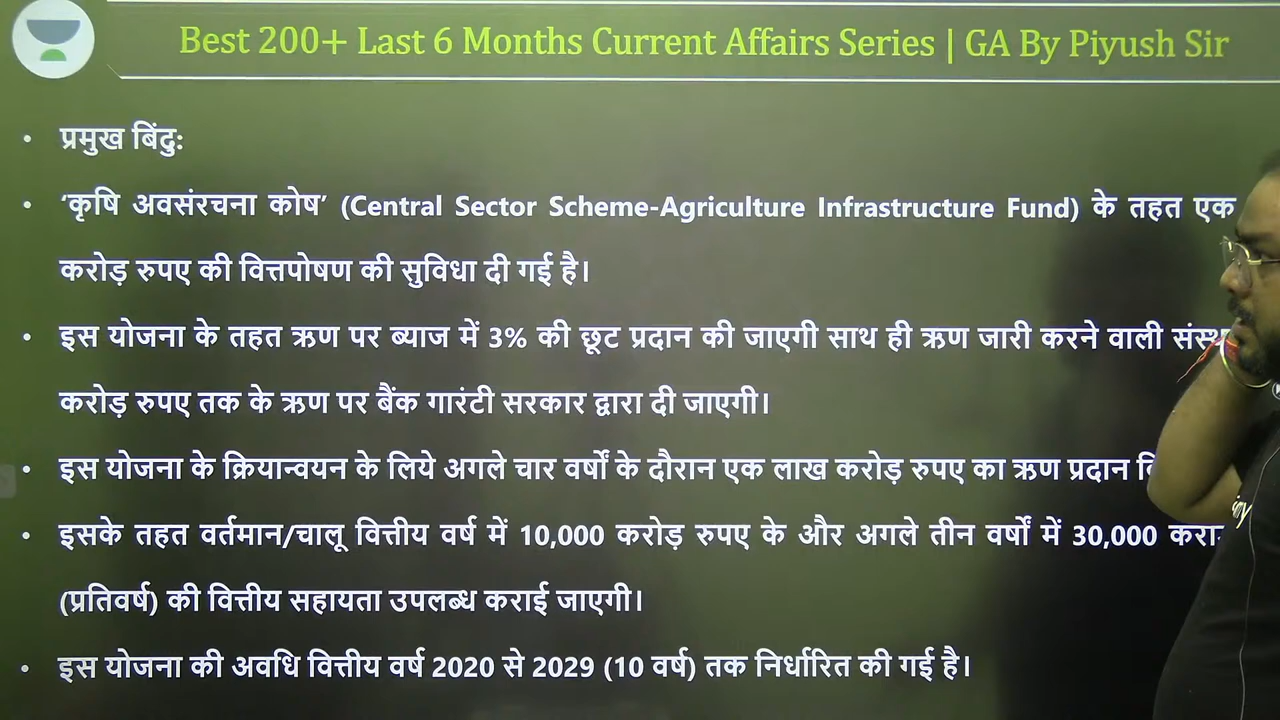 Best 200+ Last 6 Months Current Affairs Series | GA By Piyush Sir
• प्रमुख बिंदु:
• ‘कृषि अवसंरचना कोष’ (Central Sector Scheme-Agriculture Infrastructure Fund) के तहत एक
करोड़ रुपए की वित्तपोषण की सुविधा दी गई है।
• इस योजना के तहत ऋण पर ब्याज में 3% की छूट प्रदान की जाएगी साथ ही ऋण जारी करने वाली
करोड़ रुपए तक के ऋण पर बैंक गारंटी सरकार द्वारा दी जाएगी।
• इस योजना के क्रियान्वयन के लिये अगले चार वर्षों के दौरान एक लाख करोड़ रुपए का ऋण प्रदान
• इसके तहत वर्तमान/चालू वित्तीय वर्ष में 10,000 करोड़ रुपए के और अगले तीन वर्षों में 30,000
(प्रतिवर्ष) की वित्तीय सहायता उपलब्ध कराई जाएगी।
• इस योजना की अवधि वित्तीय वर्ष 2020 से 2029 (10 वर्ष) तक निर्धारित की गई है।